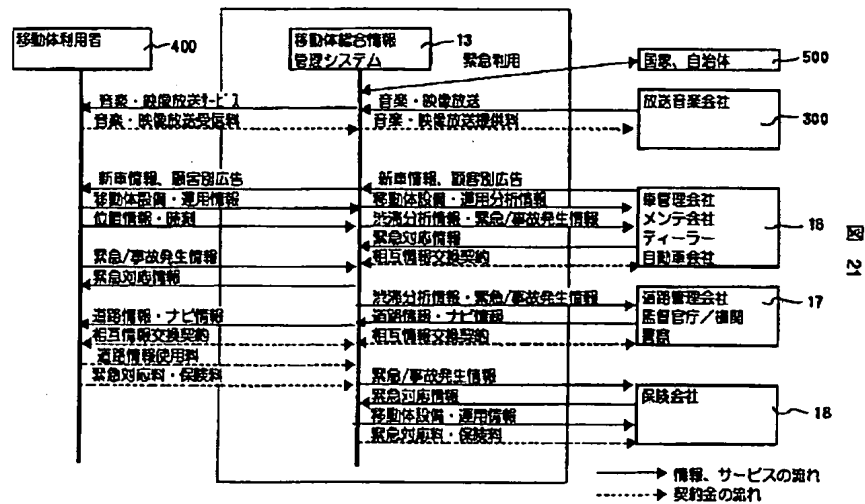 移動体利用者
400
移動体総合情報
管理システム
13
緊急利用
国家、自治体
500
音楽・映像放送サービス
音楽・映像放送
放送音楽会社
300
音楽・映像放送受信料
音楽・映像放送提供料
新車情報、顧客別広告
新車情報、顧客別広告
移動体設備・運用情報
移動体設備・運用分析情報
車管理会社
メンテ会社
ディーラー
自動車会社
16
位置情報・時刻
渋滞分析情報・緊急/事故発生情報
緊急対応情報
緊急/事故発生情報
相互情報交換契約
緊急対応情報
渋滞分析情報・緊急/事故発生情報
道路管理会社
監督官庁/機関
警察
17
道路情報・ナビ情報
道路情報・ナビ情報
相互情報交換契約
相互情報交換契約
道路情報使用料
緊急対応料・保険料
緊急/事故発生情報
緊急対応情報
保険会社
18
移動体設備・運用情報
緊急対応料・保険料
情報、サービスの流れ
契約金の流れ
図 21